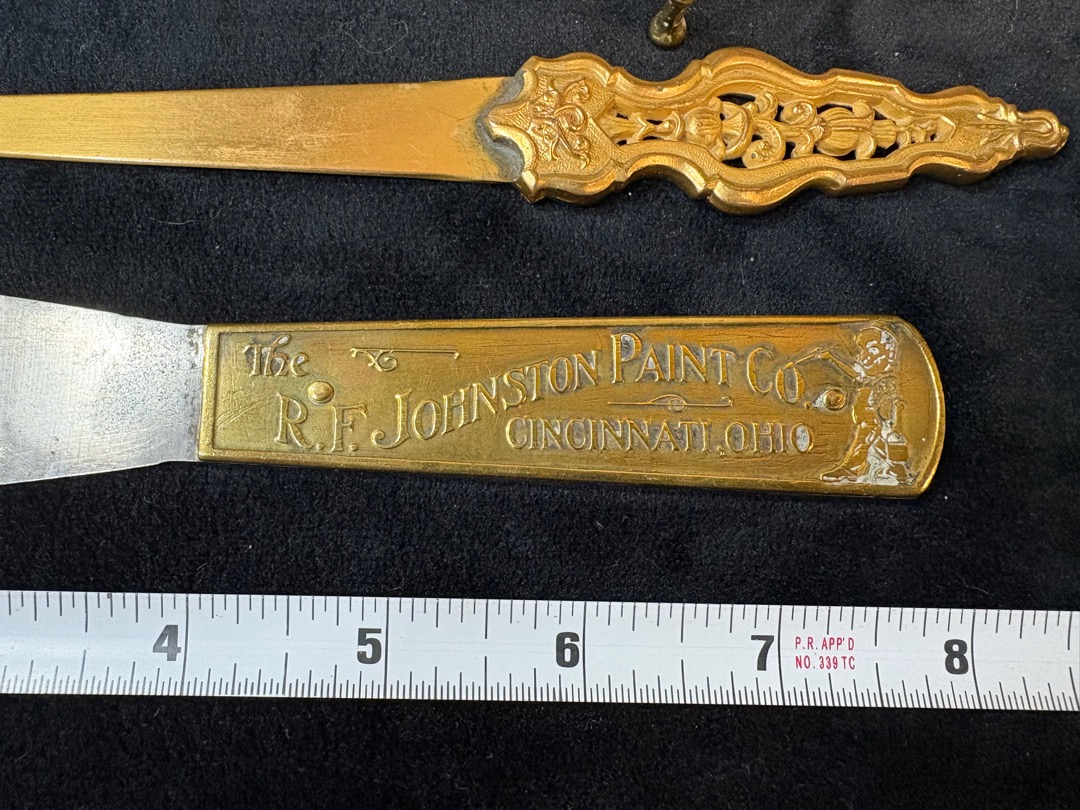 The
R.F. JOHNSTON PAINT CO.
CINCINNATI, OHIO
4 5 6 7 8
P.R. APP'D
NO. 339 TC